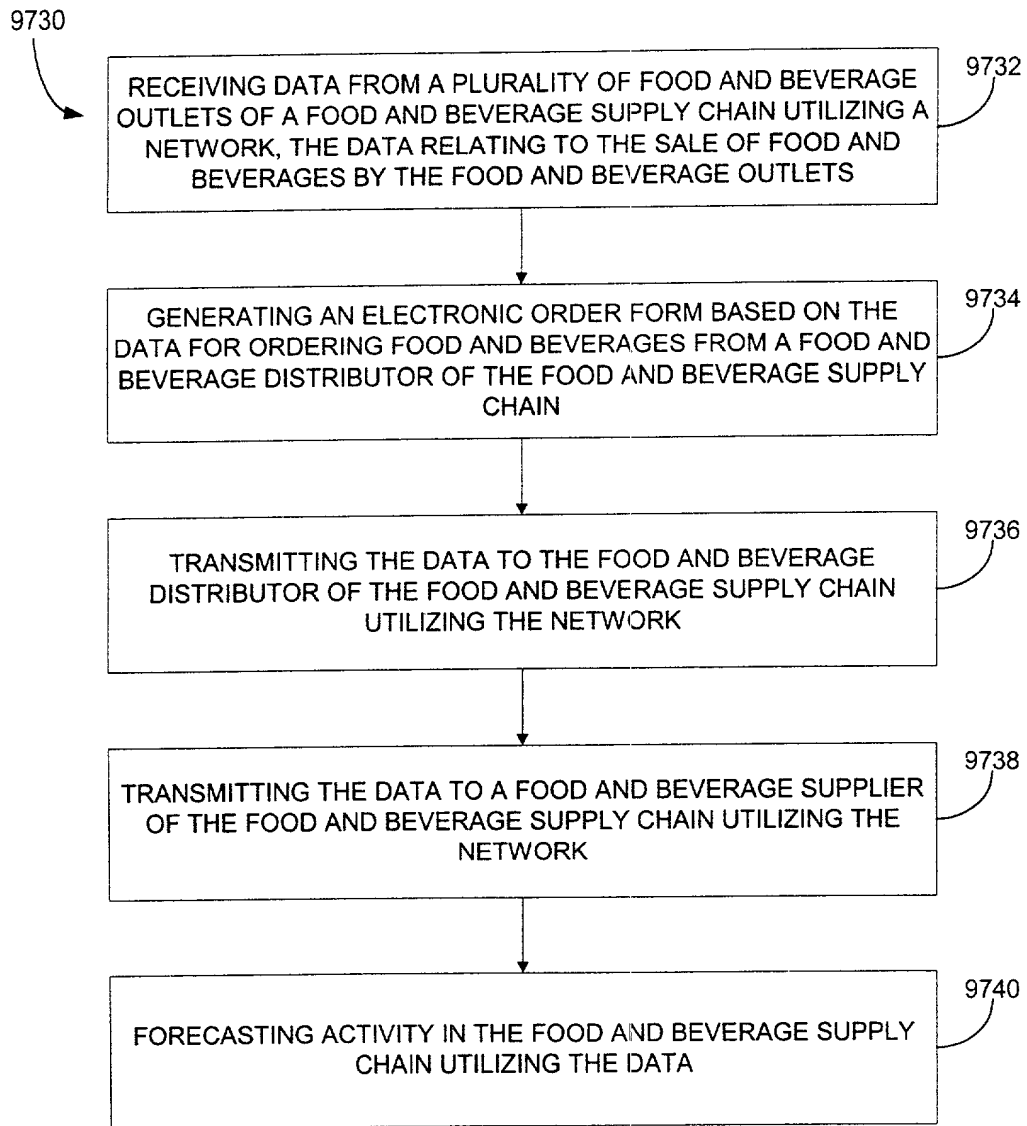 9730
9732
RECEIVING DATA FROM A PLURALITY OF FOOD AND BEVERAGE
OUTLETS OF A FOOD AND BEVERAGE SUPPLY CHAIN UTILIZING A
NETWORK, THE DATA RELATING TO THE SALE OF FOOD AND
BEVERAGES BY THE FOOD AND BEVERAGE OUTLETS
9734
GENERATING AN ELECTRONIC ORDER FORM BASED ON THE
DATA FOR ORDERING FOOD AND BEVERAGES FROM A FOOD AND
BEVERAGE DISTRIBUTOR OF THE FOOD AND BEVERAGE SUPPLY
CHAIN
9736
TRANSMITTING THE DATA TO THE FOOD AND BEVERAGE
DISTRIBUTOR OF THE FOOD AND BEVERAGE SUPPLY CHAIN
UTILIZING THE NETWORK
9738
TRANSMITTING THE DATA TO A FOOD AND BEVERAGE SUPPLIER
OF THE FOOD AND BEVERAGE SUPPLY CHAIN UTILIZING THE
NETWORK
9740
FORECASTING ACTIVITY IN THE FOOD AND BEVERAGE SUPPLY
CHAIN UTILIZING THE DATA